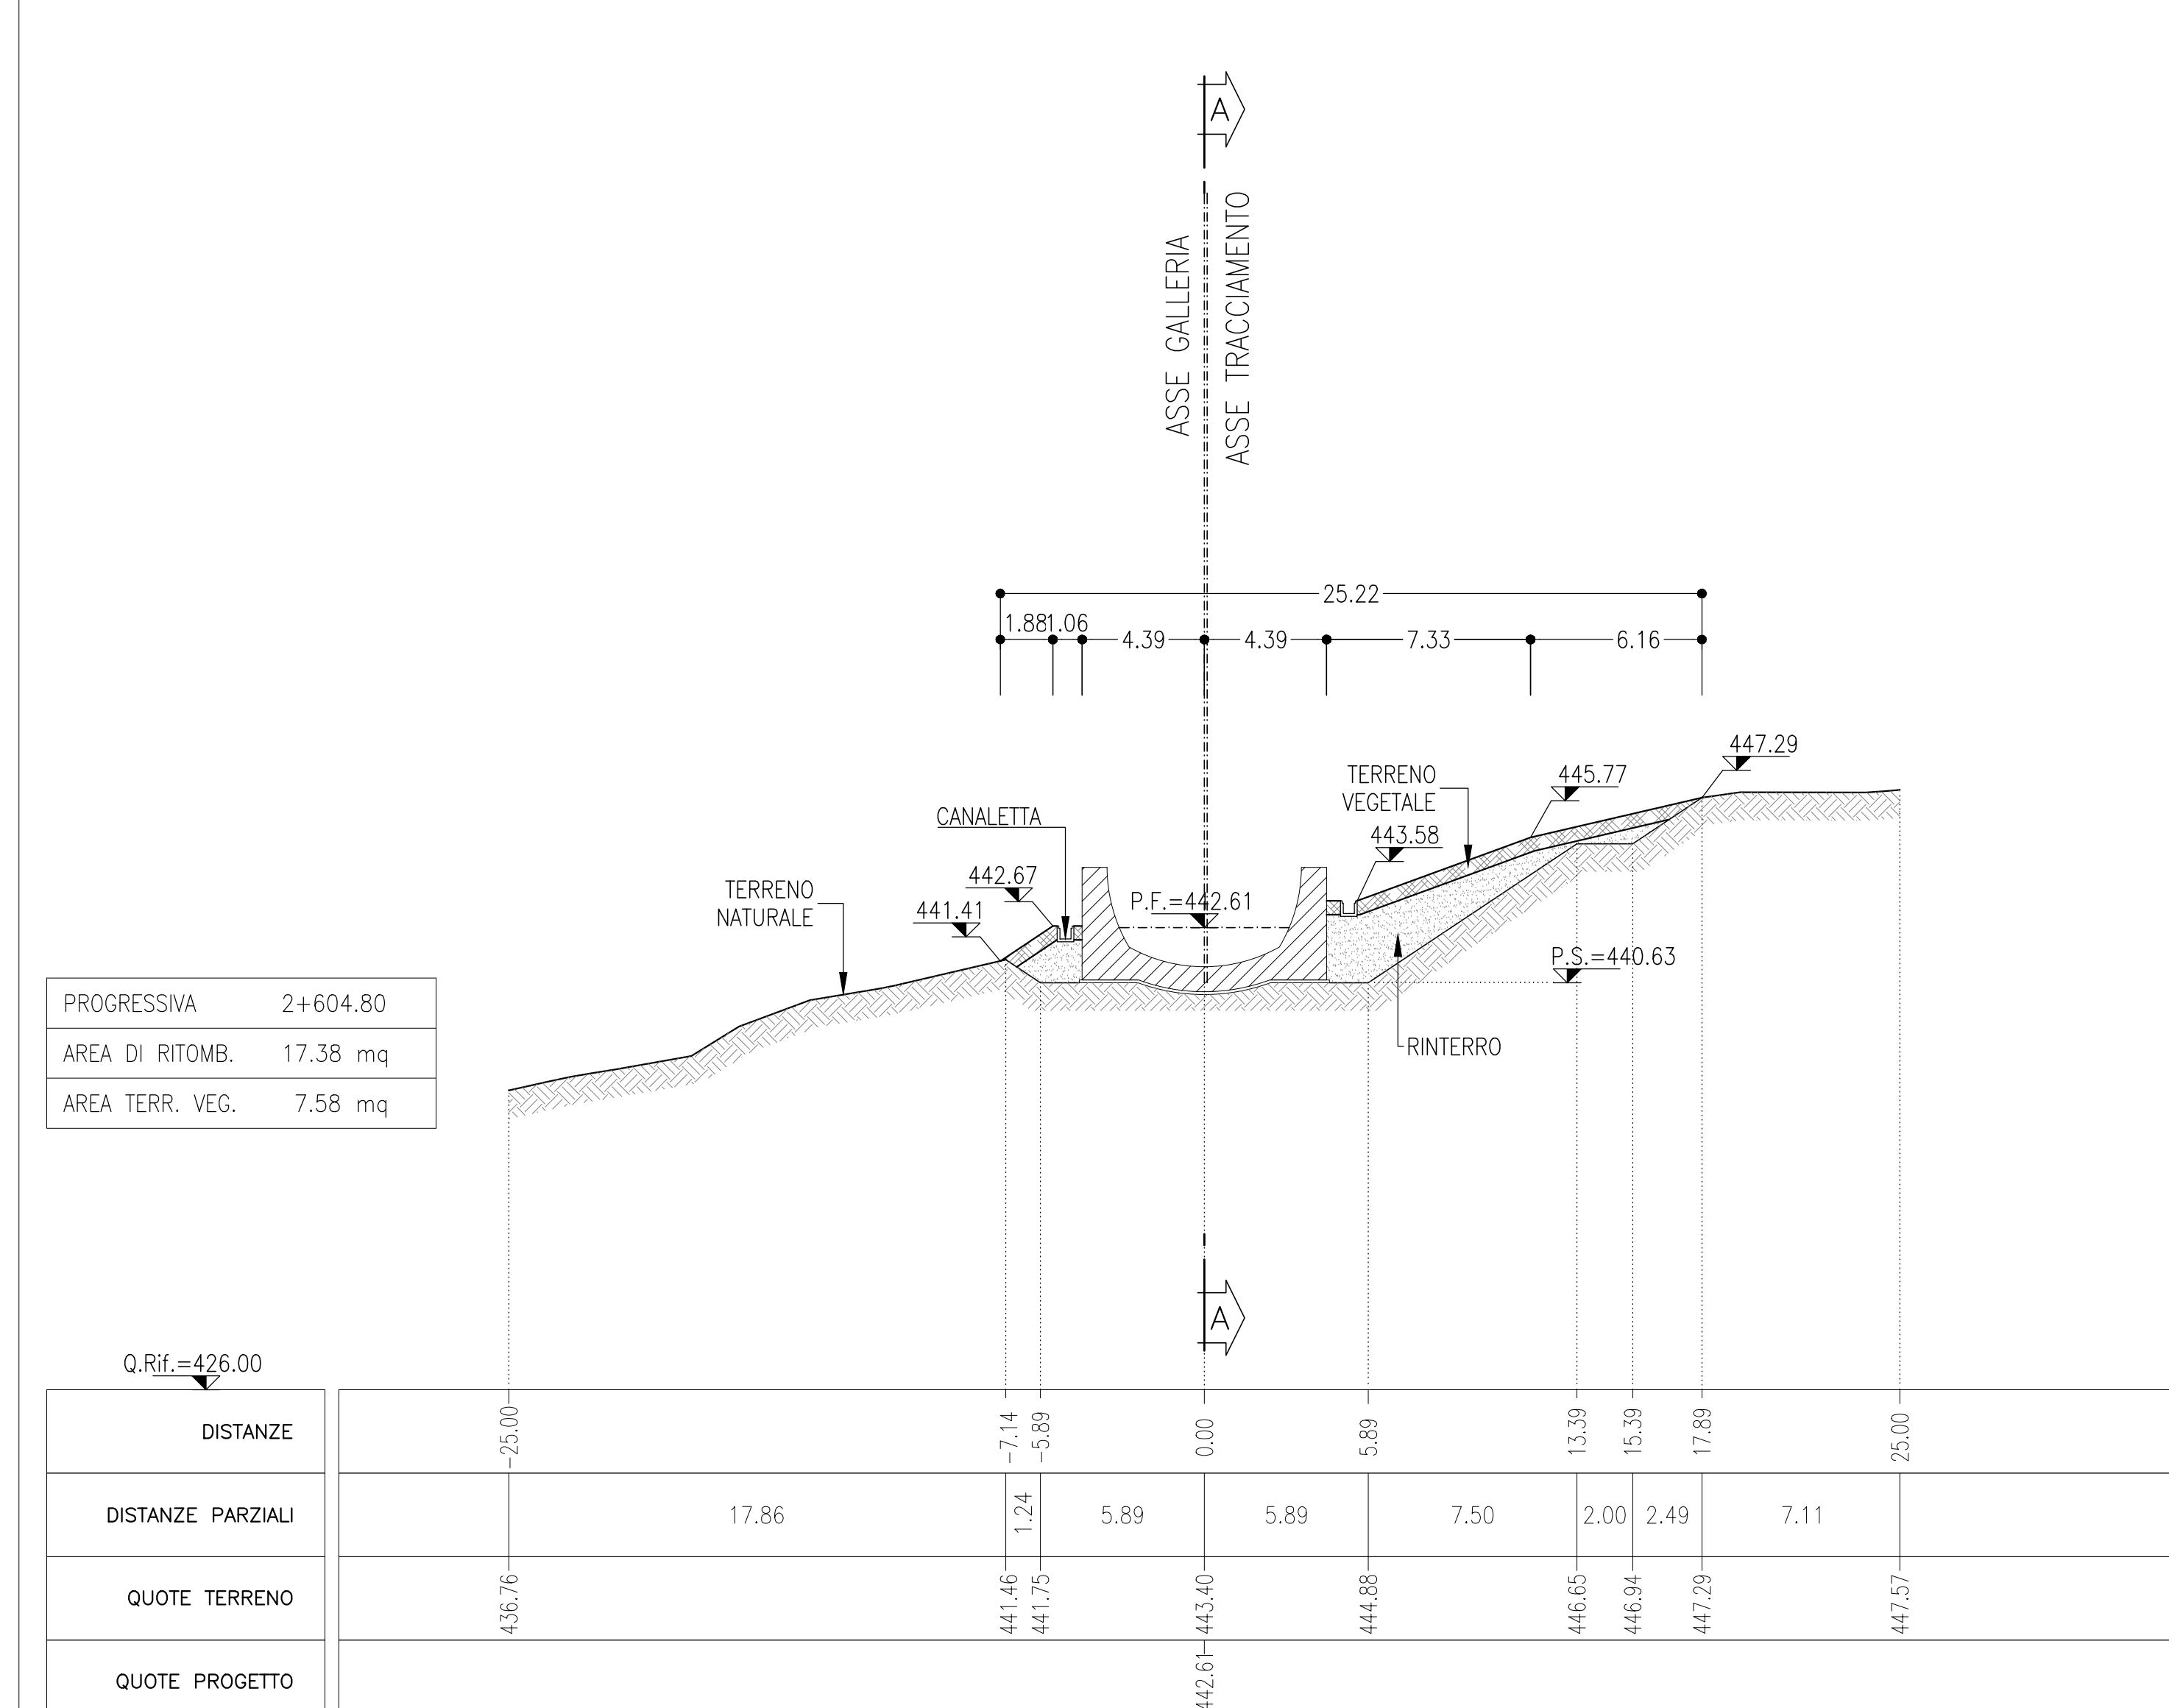 A
ASSE GALLERIA
ASSE TRACCIAMENTO
25.22
1.88
1.06
4.39
4.39
7.33
6.16
447.29
445.77
TERRENO
VEGETALE
443.58
CANALETTA
442.67
441.41
TERRENO
NATURALE
P.F.=442.61
P.S.=440.63
RINTERRO
PROGRESSIVA 2+604.80
AREA DI RITOMB. 17.38 mq
AREA TERR. VEG. 7.58 mq
A
Q.Rif.=426.00
DISTANZE -25.00 -7.14 -5.89 0.00 5.89 13.39 15.39 17.89 25.00
DISTANZE PARZIALI 17.86 1.24 5.89 5.89 7.50 2.00 2.49 7.11
QUOTE TERRENO 436.76 441.46 441.75 443.40 444.88 446.65 446.94 447.29 447.57
QUOTE PROGETTO 442.61